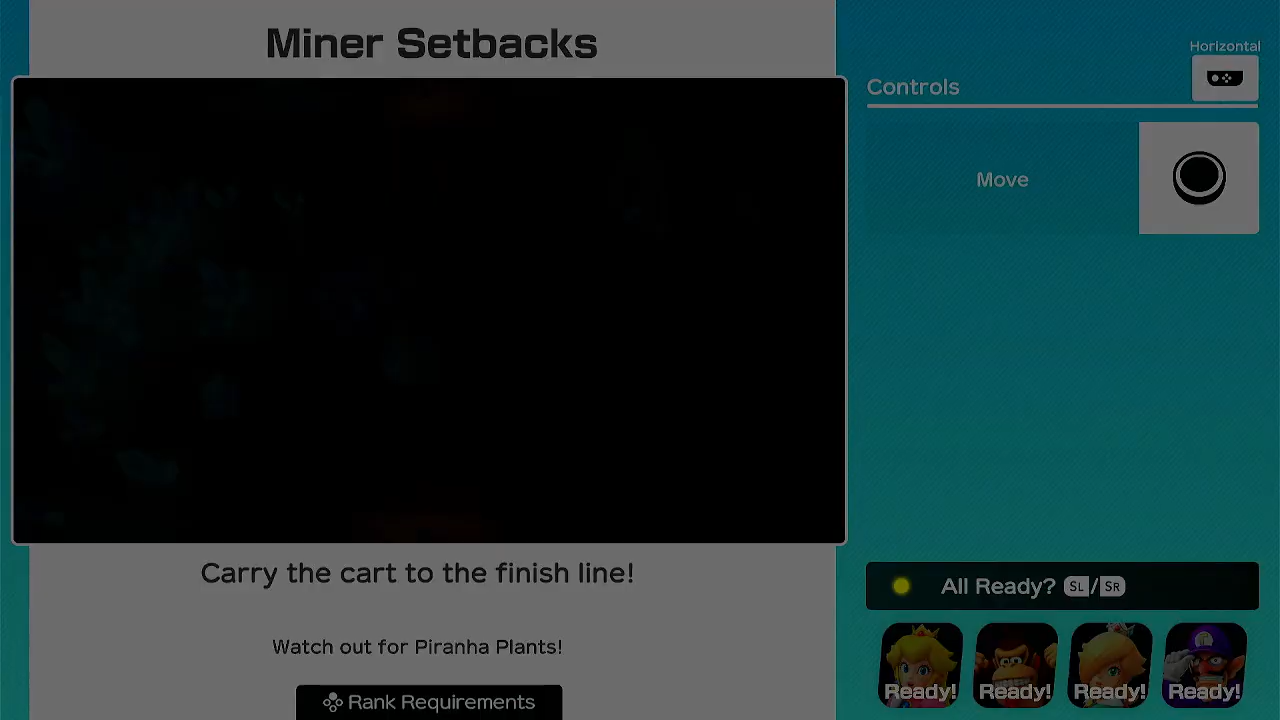 Miner Setbacks
Horizontal
Controls
Move
Carry the cart to the finish line!
Watch out for Piranha Plants!
Rank Requirements
All Ready? SL/SR
Ready!
Ready!
Ready!
Ready!